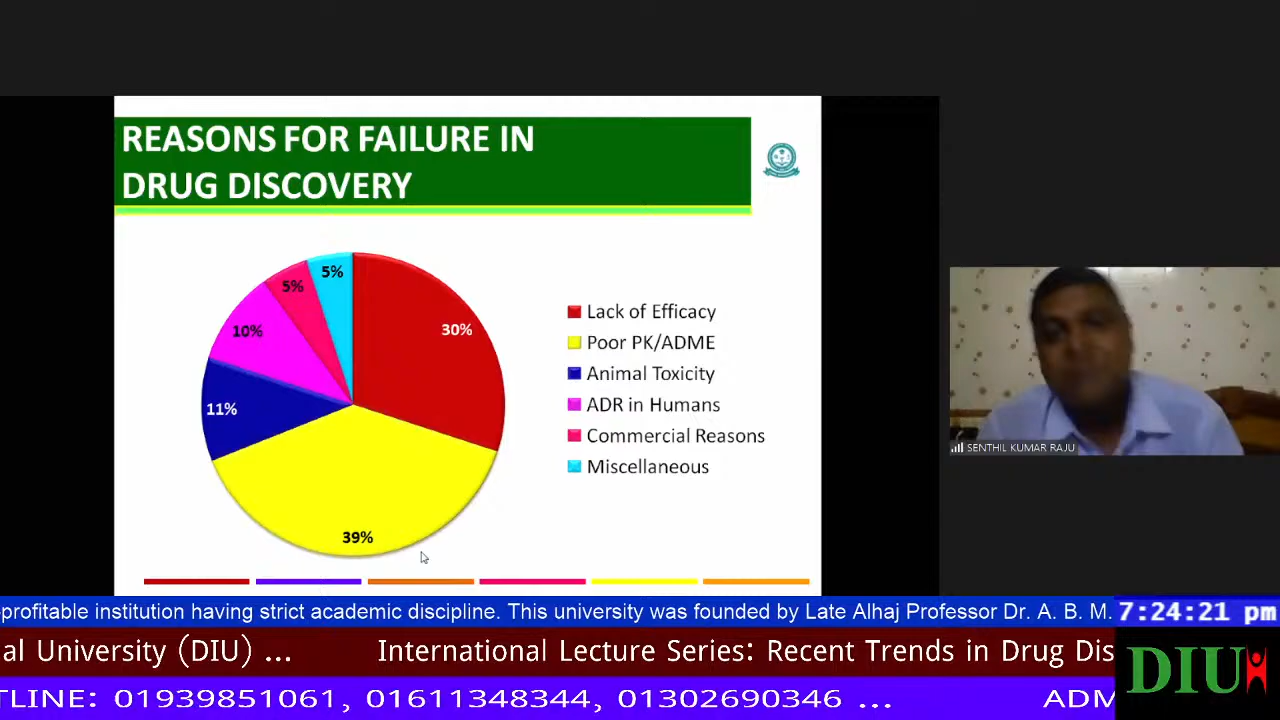 REASONS FOR FAILURE IN
DRUG DISCOVERY
5%
5%
30%
10%
11%
39%
Lack of Efficacy
Poor PK/ADME
Animal Toxicity
ADR in Humans
Commercial Reasons
Miscellaneous
SENTHIL KUMAR RAJU
profitable institution having strict academic discipline. This university was founded by Late Alhaj Professor Dr. A. B. M.
7:24:21 pm
al University (DIU) ... International Lecture Series: Recent Trends in Drug Dis
DIU
TLINE: 01939851061, 01611348344, 01302690346 ... ADM